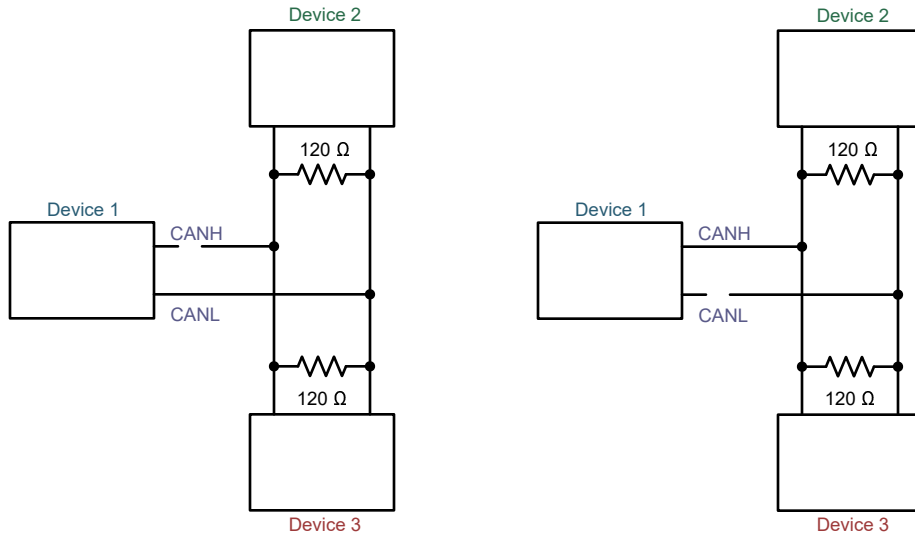 Device 2
120 Ω
Device 1
CANH
CANL
120 Ω
Device 3
Device 2
120 Ω
Device 1
CANH
CANL
120 Ω
Device 3